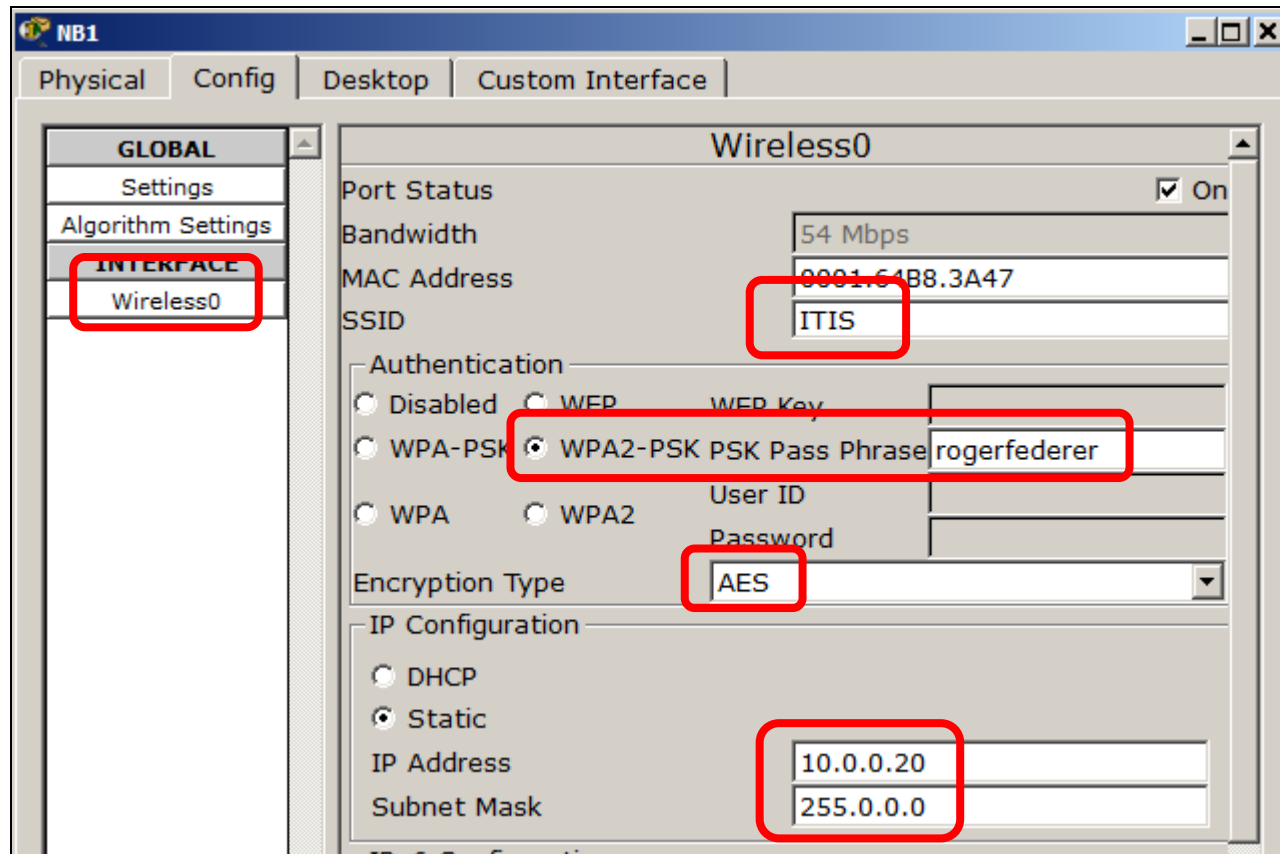 NB1
Physical Config Desktop Custom Interface
GLOBAL
Settings
Algorithm Settings
INTERFACE
Wireless0
Wireless0
Port Status On
Bandwidth 54 Mbps
MAC Address 0001.64B8.3A47
SSID ITIS
Authentication
Disabled WEP WEP Key
WPA-PSK WPA2-PSK PSK Pass Phrase rogerfederer
User ID
WPA WPA2
Password
Encryption Type AES
IP Configuration
DHCP
Static
IP Address 10.0.0.20
Subnet Mask 255.0.0.0